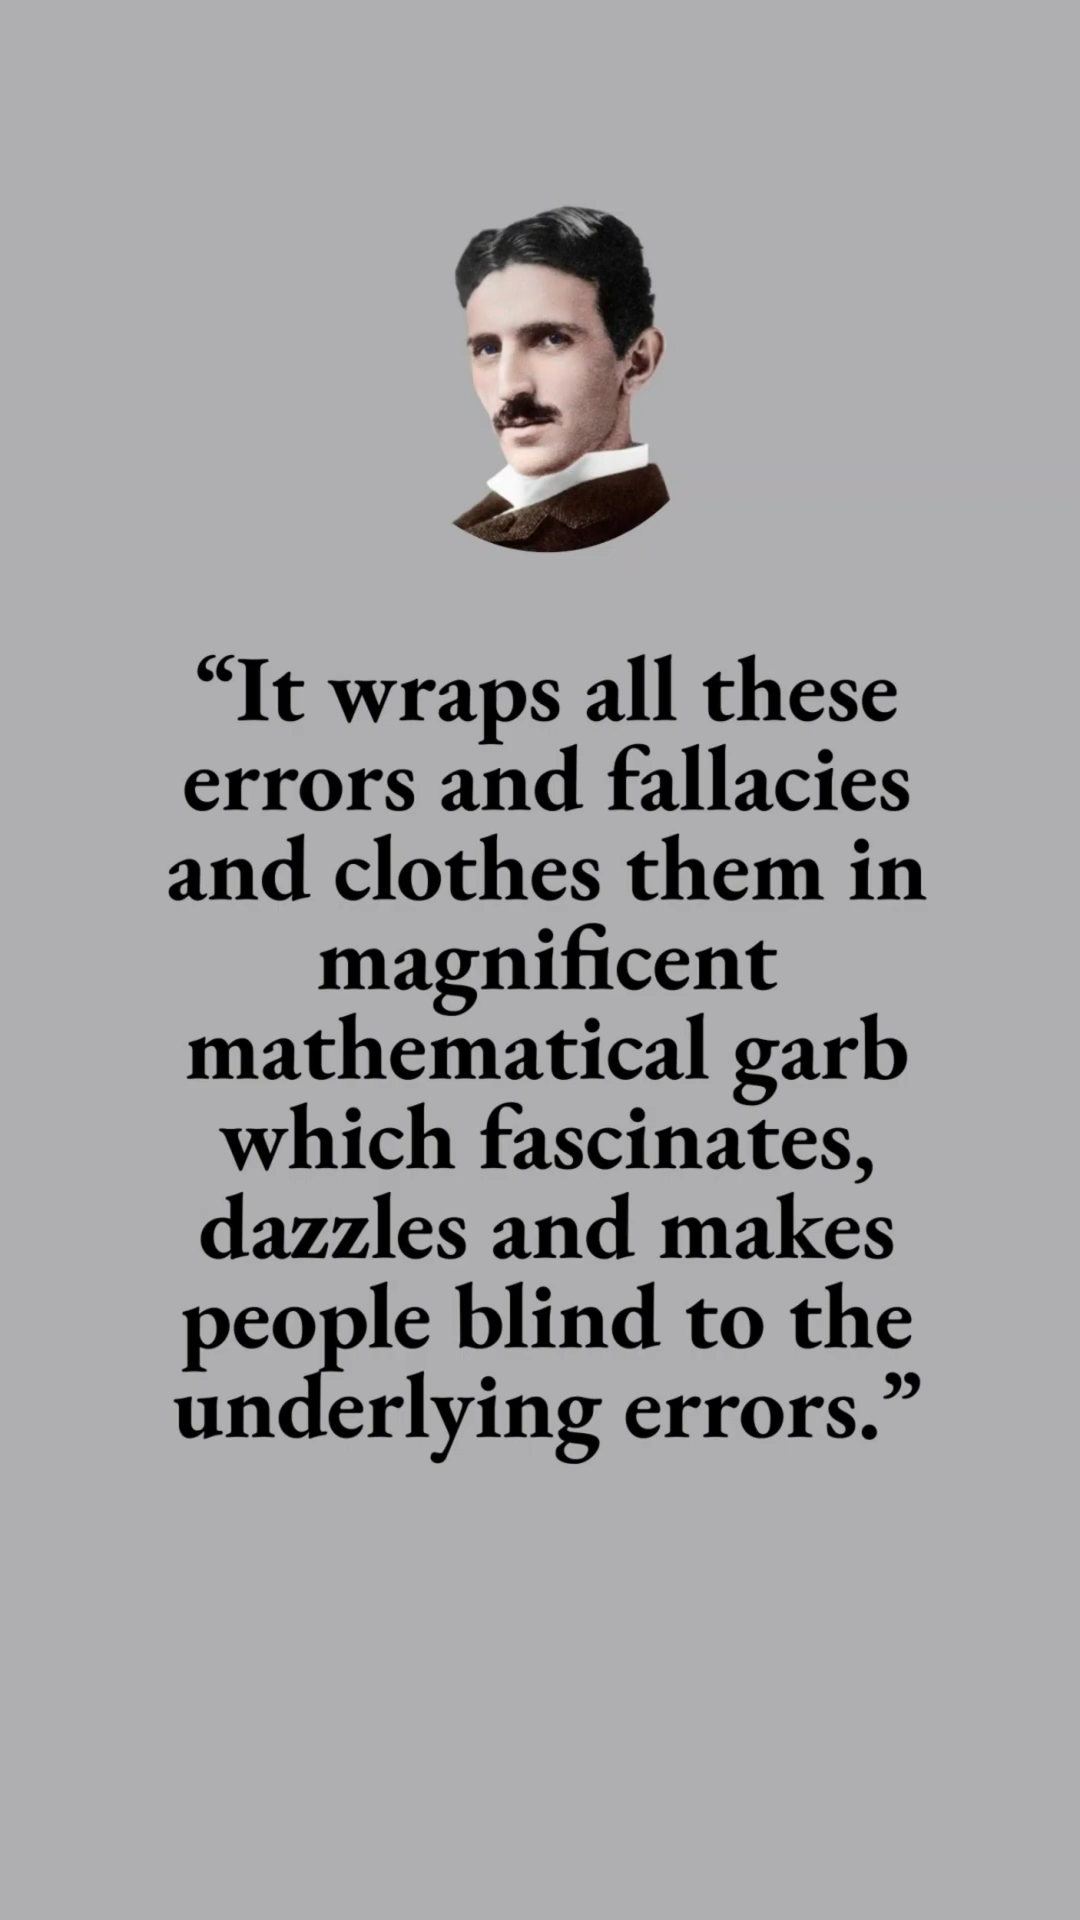 “It wraps all these
errors and fallacies
and clothes them in
magnificent
mathematical garb
which fascinates,
dazzles and makes
people blind to the
underlying errors.”